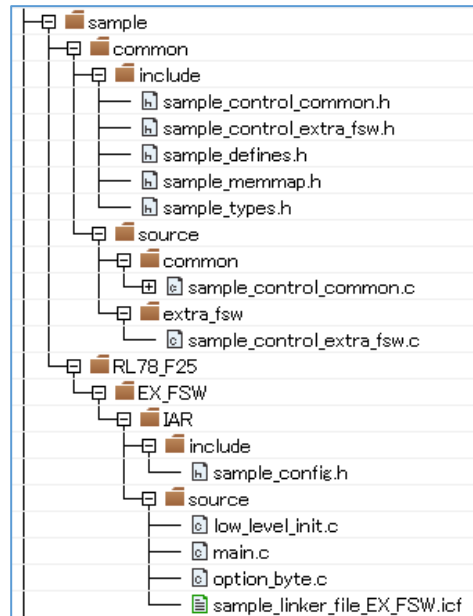 sample
common
include
sample_control_common.h
sample_control_extra_fsw.h
sample_defines.h
sample_memmap.h
sample_types.h
source
common
sample_control_common.c
extra_fsw
sample_control_extra_fsw.c
RL78_F25
EX_FSW
IAR
include
sample_config.h
source
low_level_init.c
main.c
option_byte.c
sample_linker_file_EX_FSW.icf